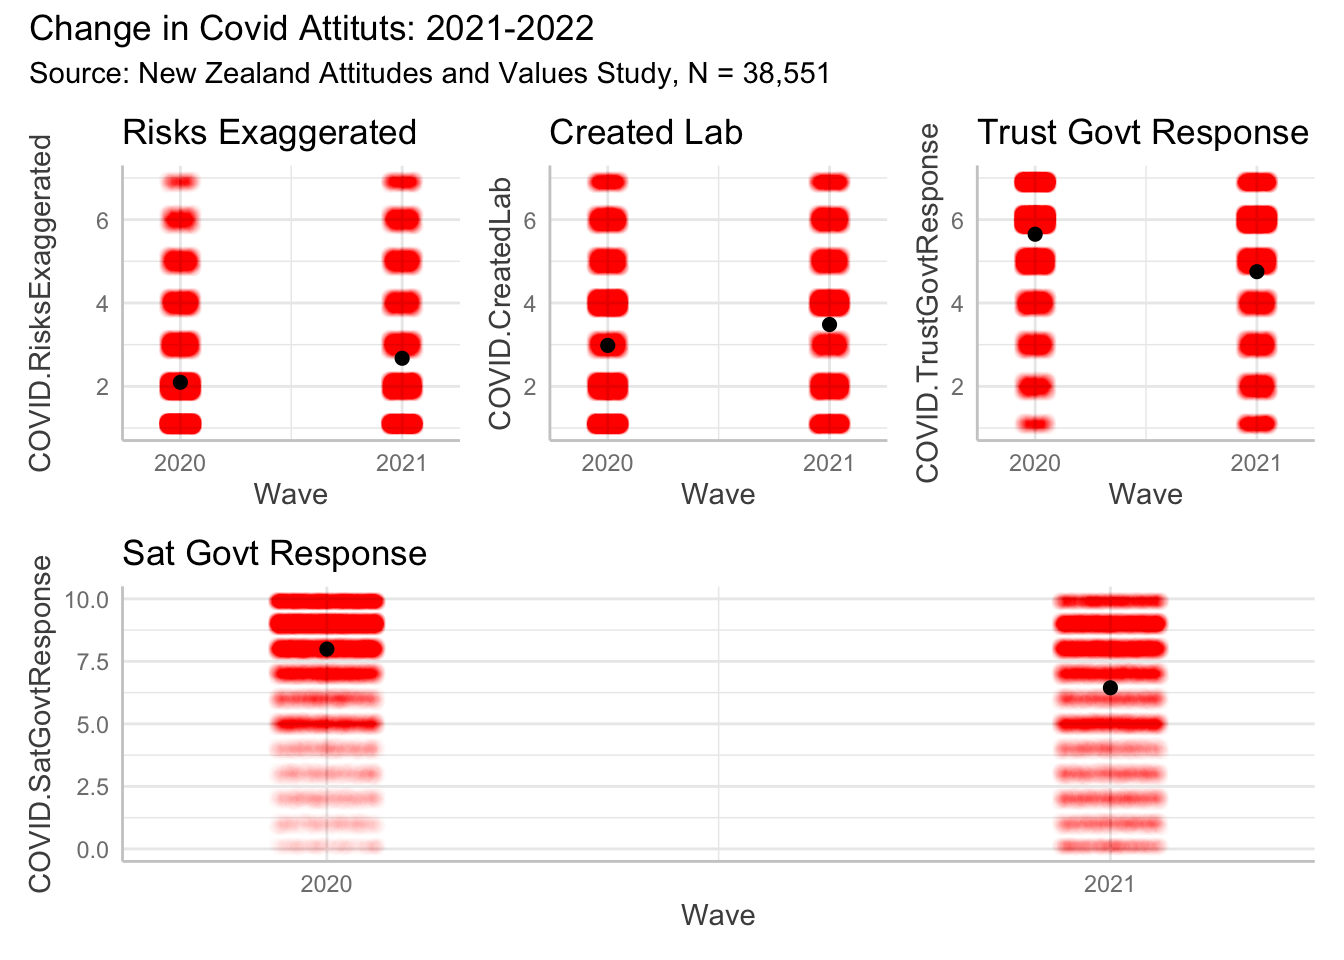 Change in Covid Attituts: 2021-2022
Source: New Zealand Attitudes and Values Study, N = 38,551
Risks Exaggerated
COVID.RisksExaggerated
6
4
2
2020
2021
Wave
Created Lab
COVID.CreatedLab
6
4
2
2020
2021
Wave
Trust Govt Response
COVID.TrustGovtResponse
6
4
2
2020
2021
Wave
Sat Govt Response
COVID.SatGovtResponse
10.0
7.5
5.0
2.5
0.0
2020
2021
Wave